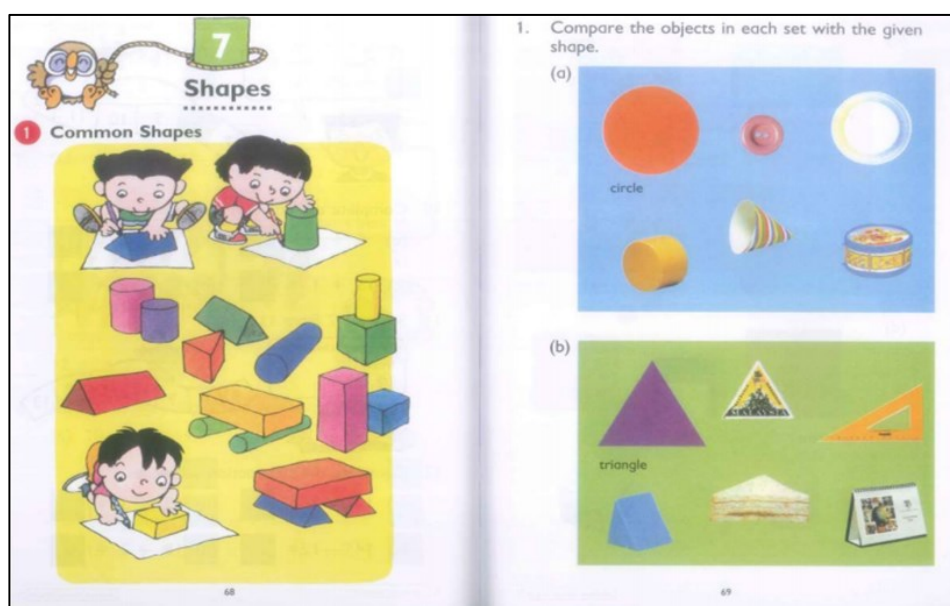 7
Shapes
1 Common Shapes
68
1. Compare the objects in each set with the given
shape.
(a)
circle
(b)
MALAYSIA
triangle
69